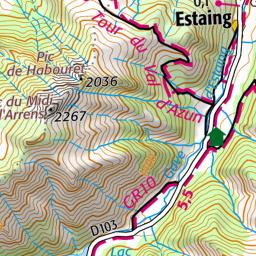 0,1
Estaing
Tour du Val
d'Azun
Pic
de Habouret
2036
c du Midi
d'Arrens
2267
GR10
5,5
D103
Lac